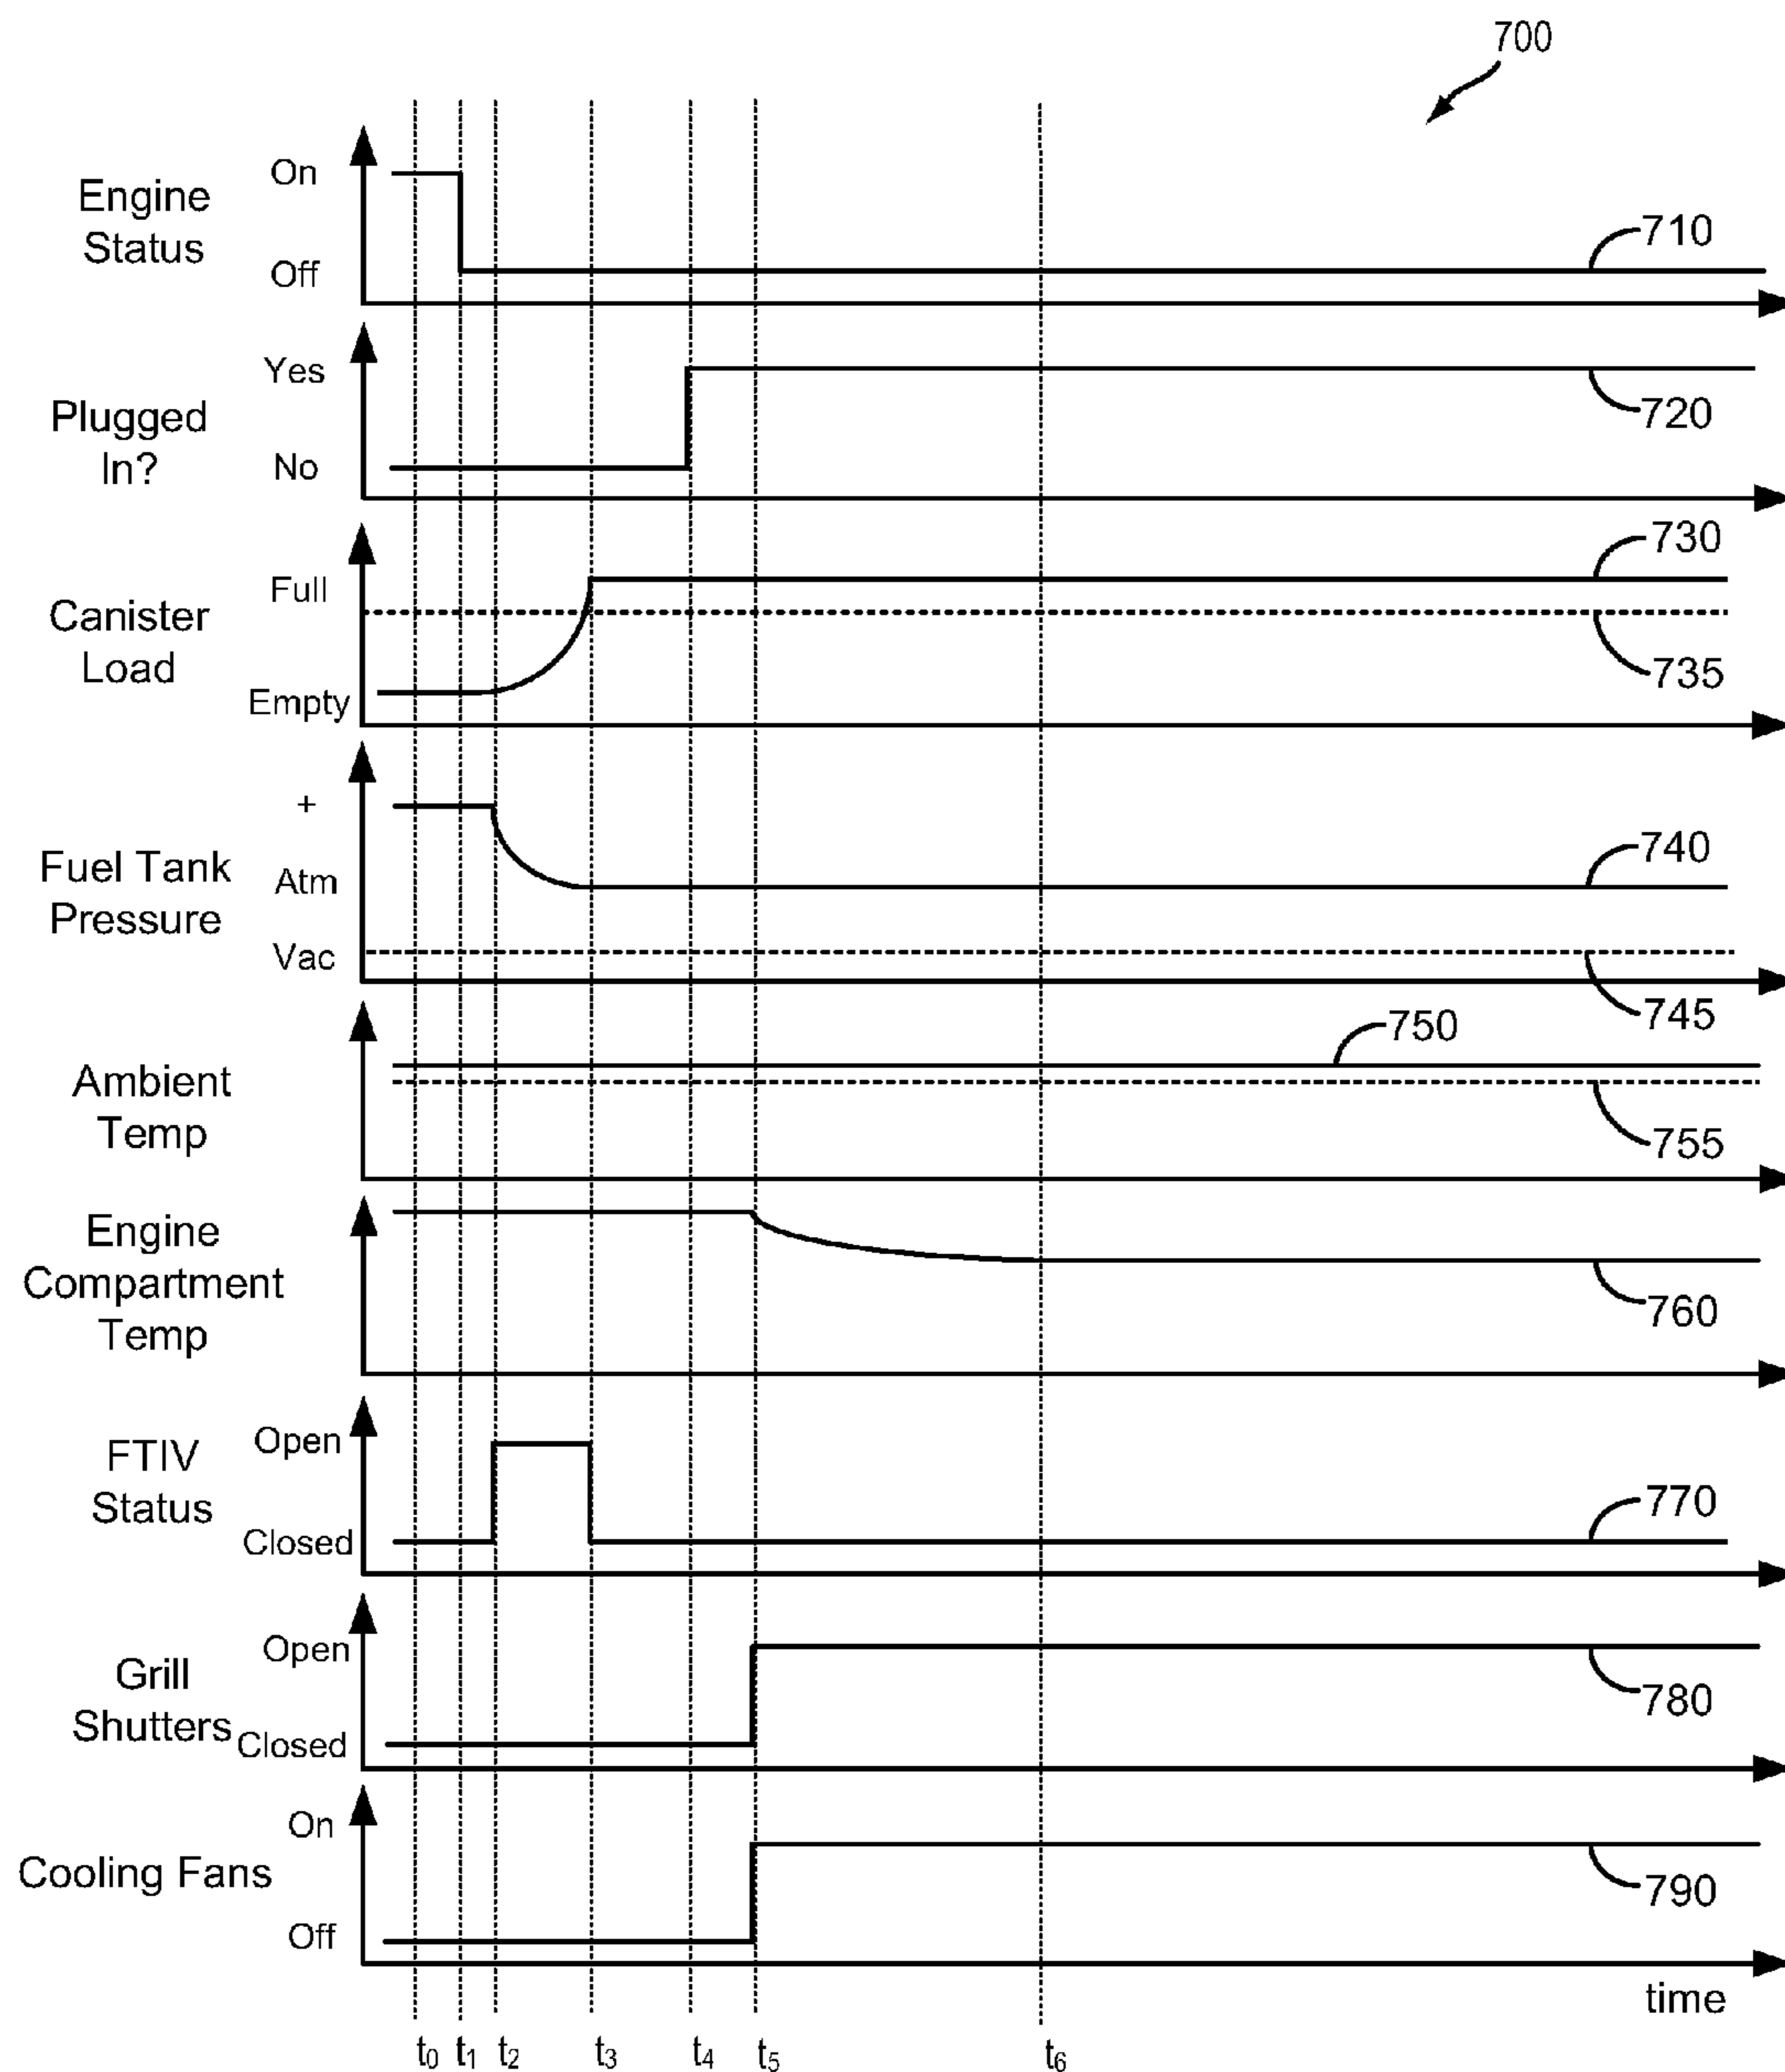 700
Engine
Status
On
Off
710
Plugged
In?
Yes
No
720
Canister
Load
Full
Empty
730
735
Fuel Tank
Pressure
+
Atm
Vac
740
745
Ambient
Temp
750
755
Engine
Compartment
Temp
760
FTIV
Status
Open
Closed
770
Grill
Shutters
Open
Closed
780
Cooling Fans
On
Off
790
time
t0 t1 t2 t3 t4 t5 t6